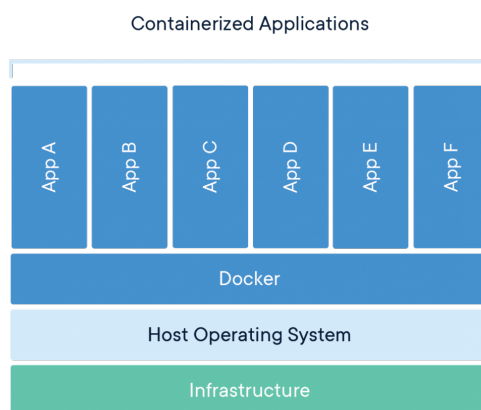 Containerized Applications
App A
App B
App C
App D
App E
App F
Docker
Host Operating System
Infrastructure